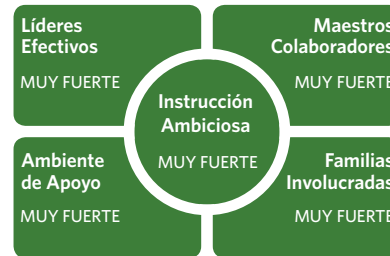 Líderes
Efectivos
MUY FUERTE
Maestros
Colaboradores
MUY FUERTE
Instrucción
Ambiciosa
MUY FUERTE
Ambiente
de Apoyo
MUY FUERTE
Familias
Involucradas
MUY FUERTE